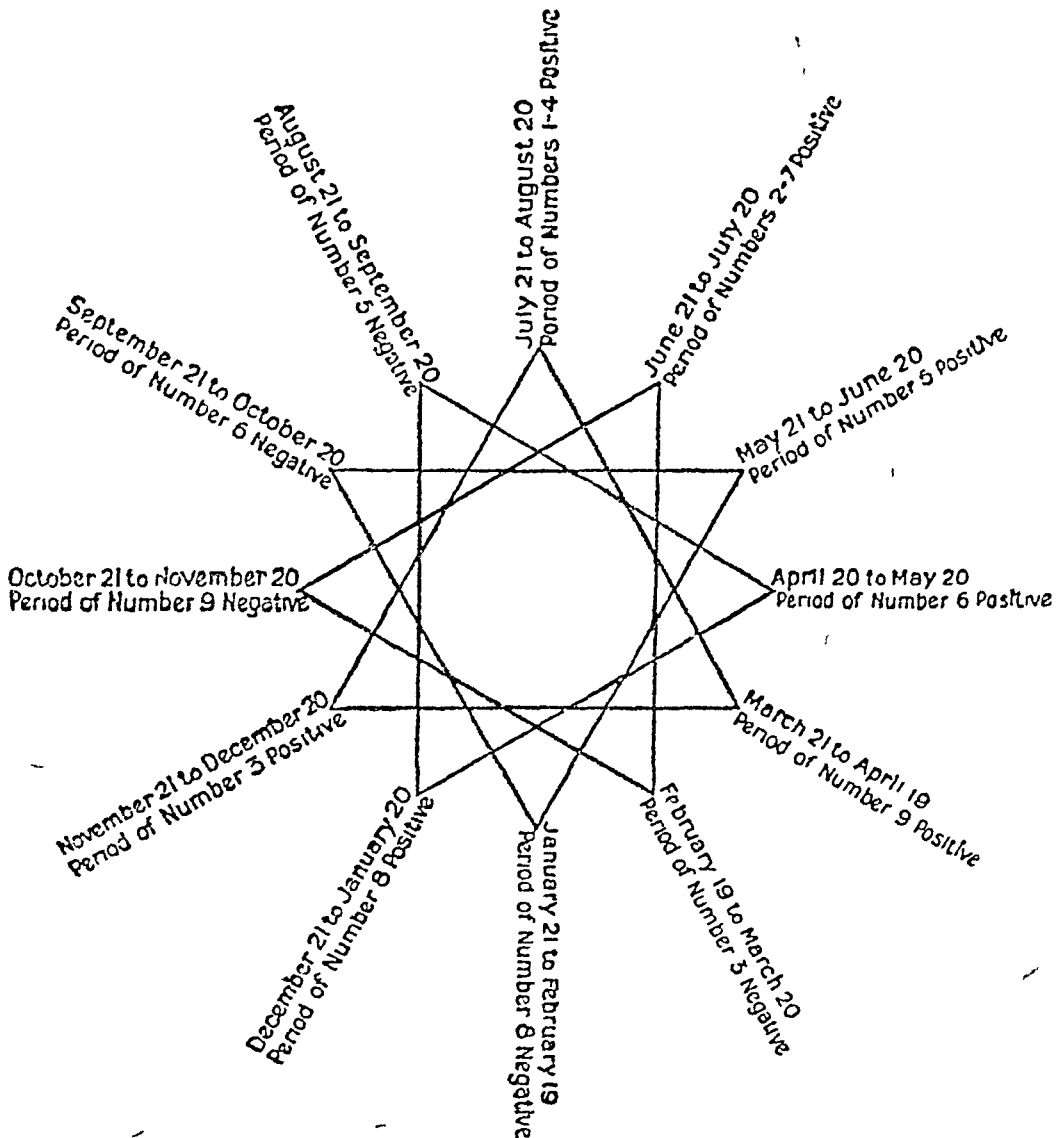 July 21 to August 20
Period of Numbers 1-4 Positive
June 21 to July 20
Period of Numbers 2-7 Positive
May 21 to June 20
Period of Number 5 Positive
April 20 to May 20
Period of Number 6 Positive
March 21 to April 19
Period of Number 9 Positive
February 19 to March 20
Period of Number 3 Negative
January 21 to February 19
Period of Number 8 Negative
December 21 to January 20
Period of Number 8 Positive
November 21 to December 20
Period of Number 3 Positive
October 21 to November 20
Period of Number 9 Negative
September 21 to October 20
Period of Number 6 Negative
August 21 to September 20
Period of Number 5 Negative